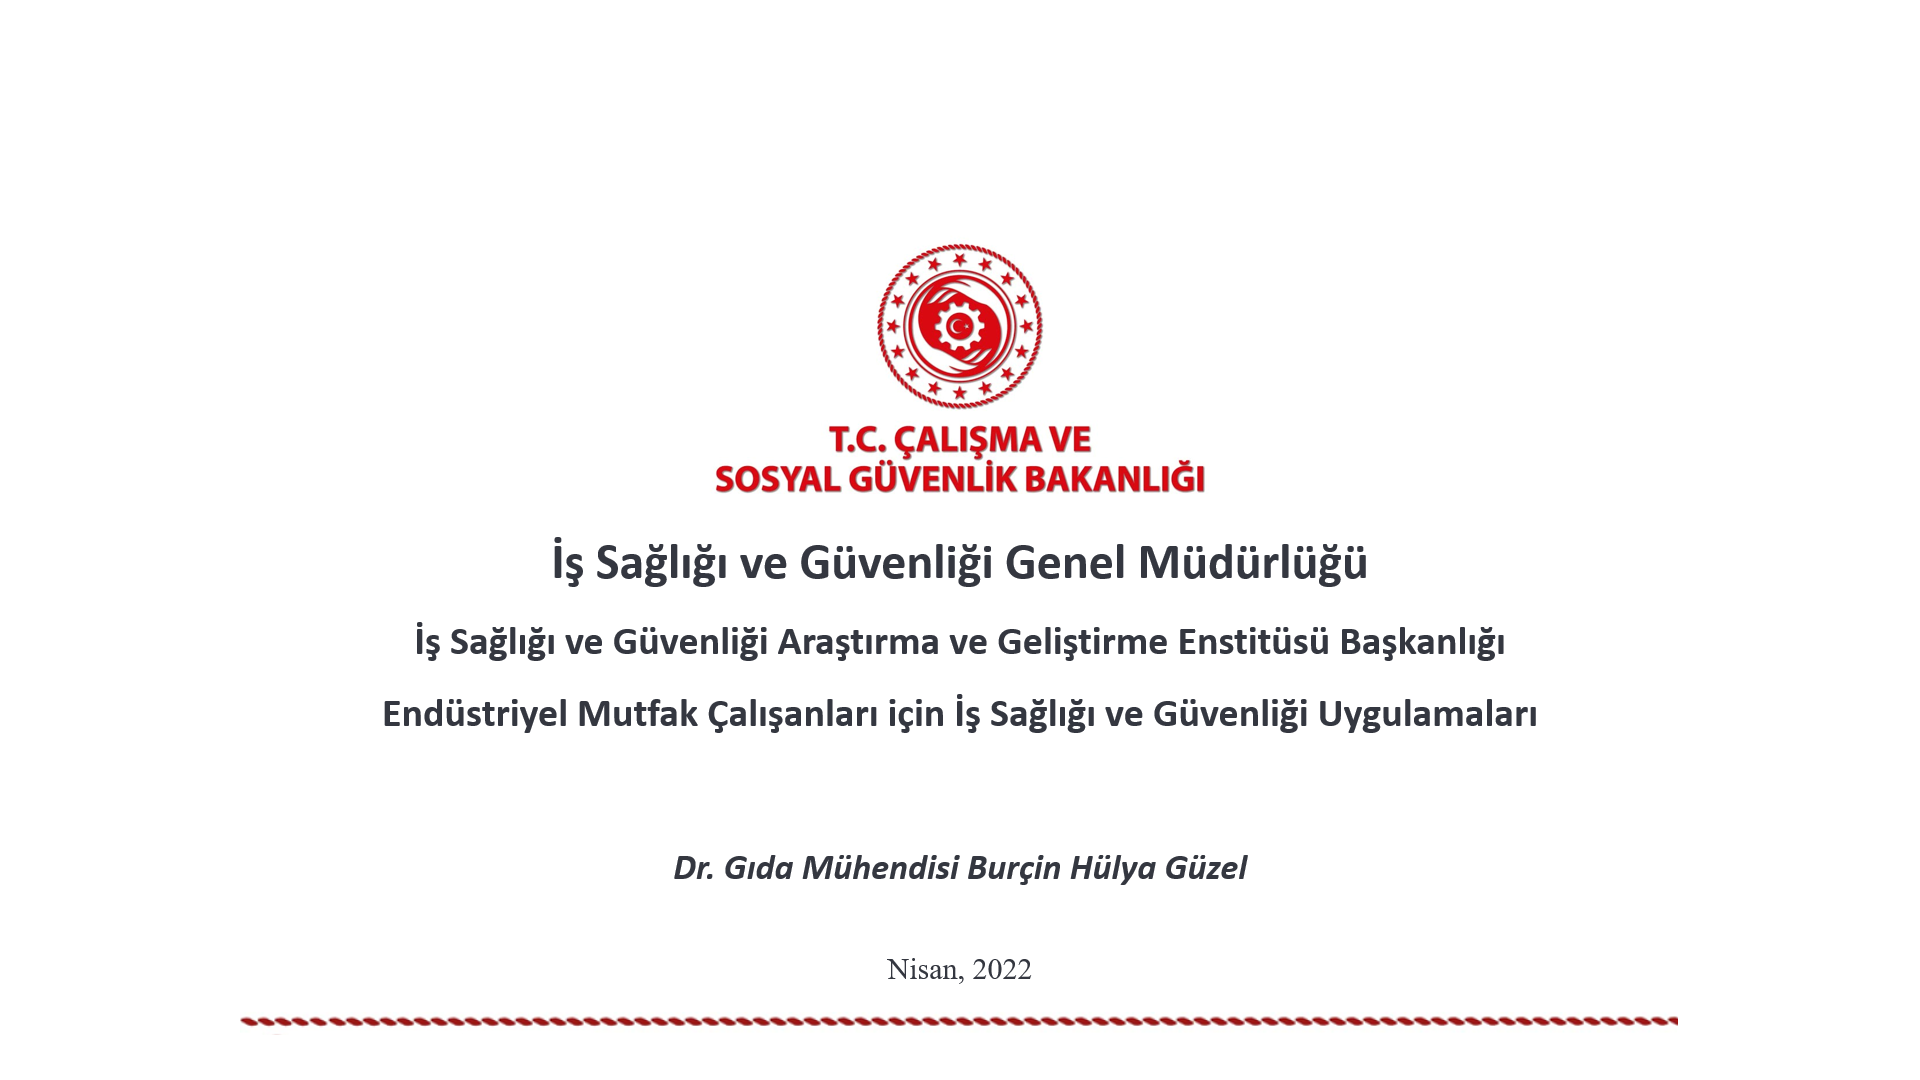 T.C. ÇALIŞMA VE
SOSYAL GÜVENLİK BAKANLIĞI
İş Sağlığı ve Güvenliği Genel Müdürlüğü
İş Sağlığı ve Güvenliği Araştırma ve Geliştirme Enstitüsü Başkanlığı
Endüstriyel Mutfak Çalışanları için İş Sağlığı ve Güvenliği Uygulamaları
Dr. Gıda Mühendisi Burçin Hülya Güzel
Nisan, 2022